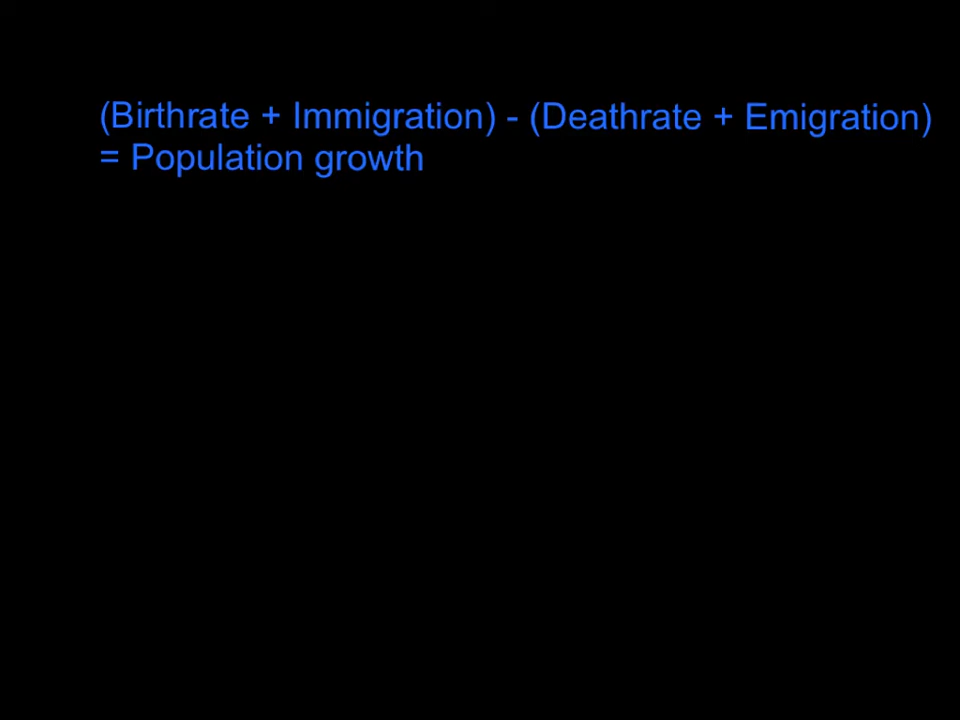 (Birthrate + Immigration) - (Deathrate + Emigration)
= Population growth